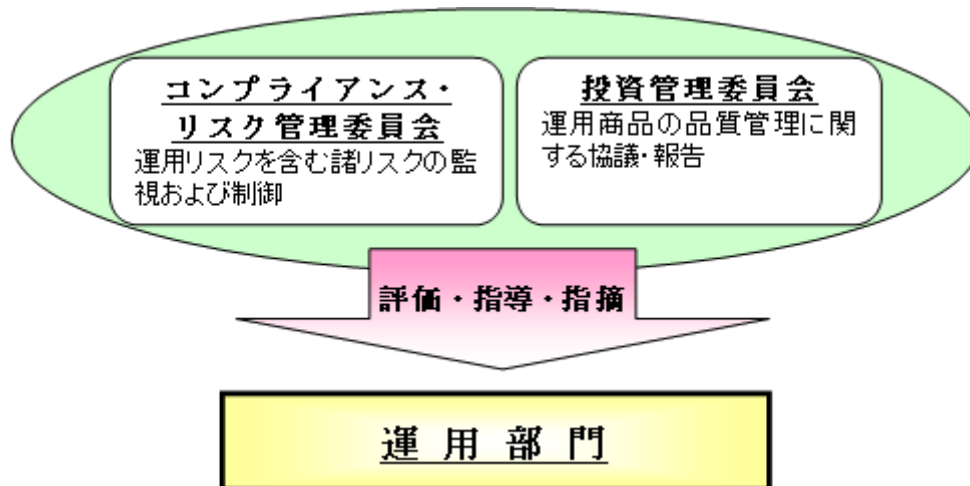 コンプライアンス・
リスク管理委員会
運用リスクを含む諸リスクの監
視および制御
投資管理委員会
運用商品の品質管理に関
する協議・報告
評価・指導・指摘
運用部門